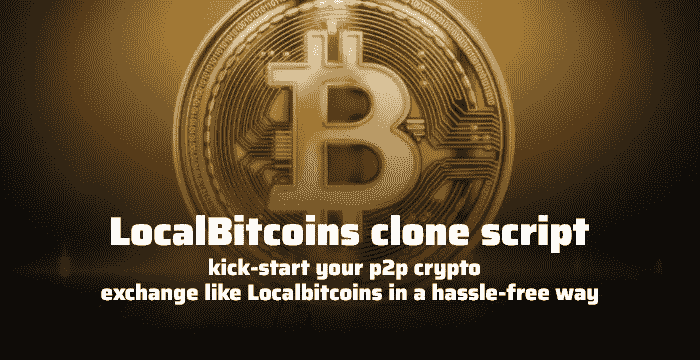 LocalBitcoins clone script
kick-start your p2p crypto
exchange like Localbitcoins in a hassle-free way